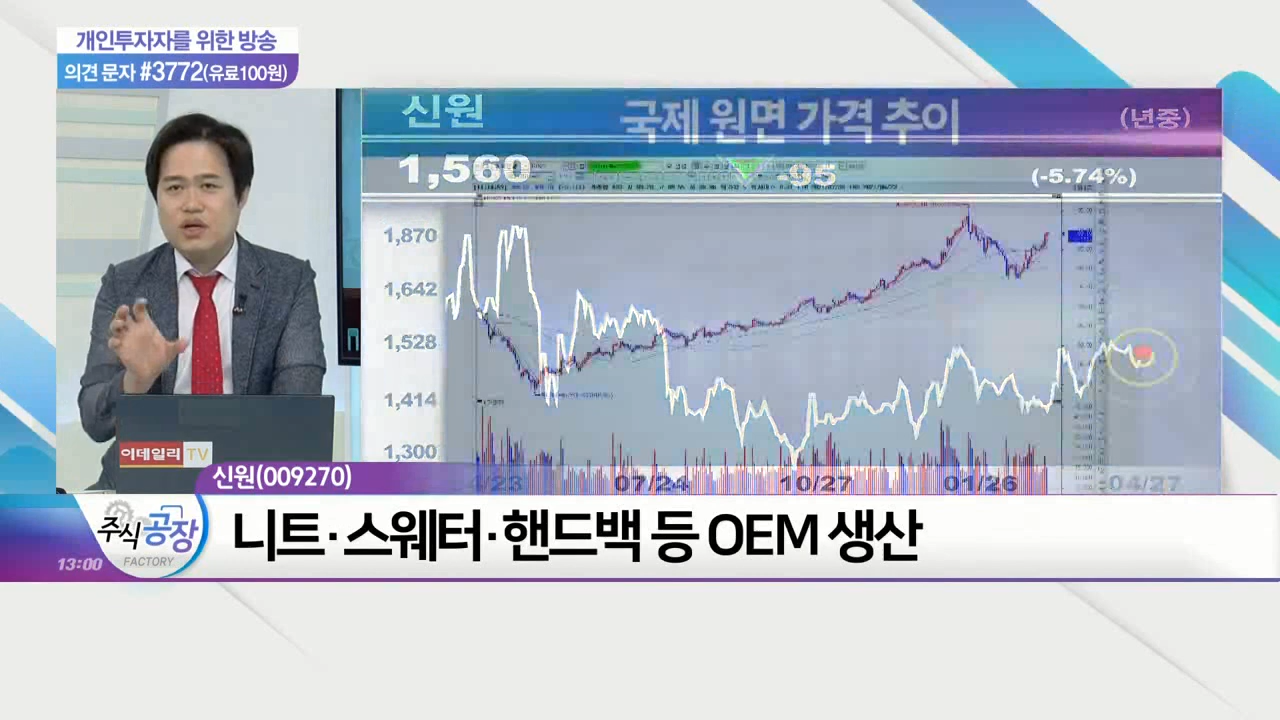 개인투자자를 위한 방송
의견 문자 #3772(유료100원)
신원
국제 원면 가격 추이
(년중)
1,560
-95
(-5.74%)
1,870
1,642
1,528
1,414
1,300
4/23
07/24
10/27
01/26
04/27
이데일리 TV
신원(009270)
주식공장
FACTORY
13:00
니트·스웨터·핸드백 등 OEM 생산